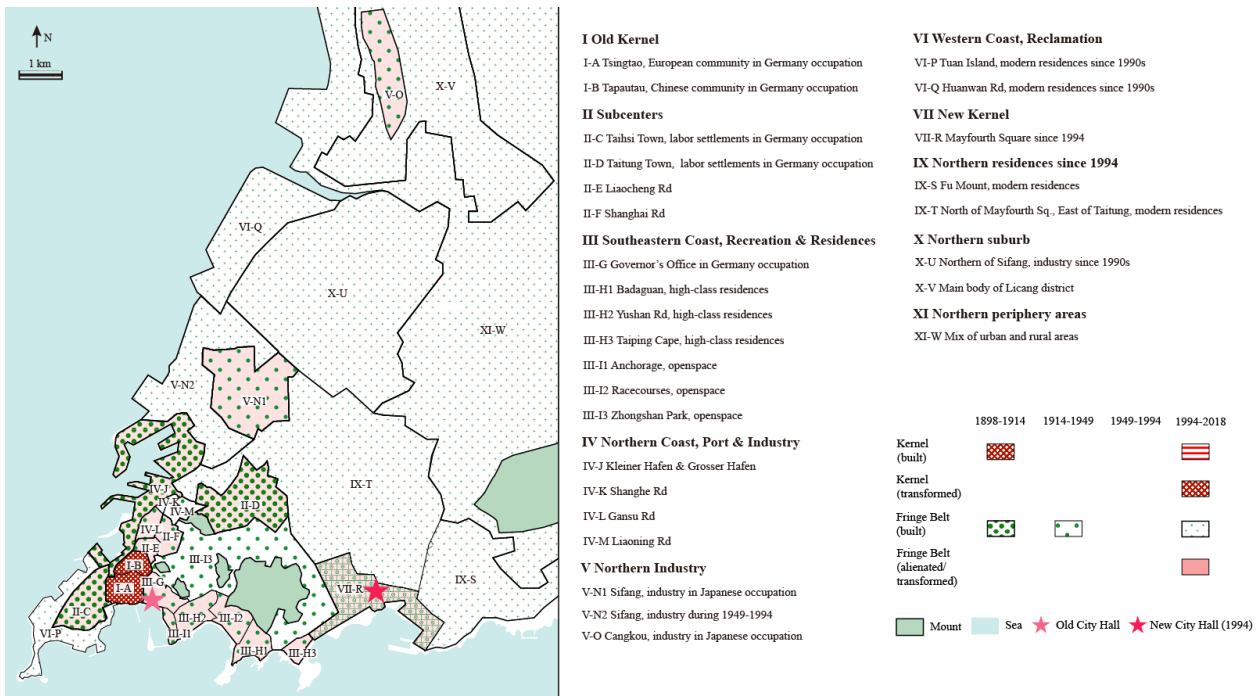 N
1 km
V-O
X-V
VI-Q
X-U
XI-W
V-N2
V-N1
IX-T
IV-J
IV-K
IV-M
II-D
IV-L
II-F
II-E
I-B
III-I3
I-A
III-G
VII-R
IX-S
II-C
III-H2
III-I2
VI-P
III-I1
III-H1
III-H3
I Old Kernel
I-A Tsingtao, European community in Germany occupation
I-B Tapautau, Chinese community in Germany occupation
II Subcenters
II-C Taihsi Town, labor settlements in Germany occupation
II-D Taitung Town, labor settlements in Germany occupation
II-E Liaocheng Rd
II-F Shanghai Rd
III Southeastern Coast, Recreation & Residences
III-G Governor's Office in Germany occupation
III-H1 Badaguan, high-class residences
III-H2 Yushan Rd, high-class residences
III-H3 Taiping Cape, high-class residences
III-I1 Anchorage, openspace
III-I2 Racecourses, openspace
III-I3 Zhongshan Park, openspace
IV Northern Coast, Port & Industry
IV-J Kleiner Hafen & Grosser Hafen
IV-K Shanghe Rd
IV-L Gansu Rd
IV-M Liaoning Rd
V Northern Industry
V-N1 Sifang, industry in Japanese occupation
V-N2 Sifang, industry during 1949-1994
V-O Cangkou, industry in Japanese occupation
VI Western Coast, Reclamation
VI-P Tuan Island, modern residences since 1990s
VI-Q Huanwan Rd, modern residences since 1990s
VII New Kernel
VII-R Mayfourth Square since 1994
IX Northern residences since 1994
IX-S Fu Mount, modern residences
IX-T North of Mayfourth Sq., East of Taitung, modern residences
X Northern suburb
X-U Northern of Sifang, industry since 1990s
X-V Main body of Licang district
XI Northern periphery areas
XI-W Mix of urban and rural areas
1898-1914 1914-1949 1949-1994 1994-2018
Kernel
(built)
Kernel
(transformed)
Fringe Belt
(built)
Fringe Belt
(alienated/
transformed)
Mount Sea Old City Hall New City Hall (1994)